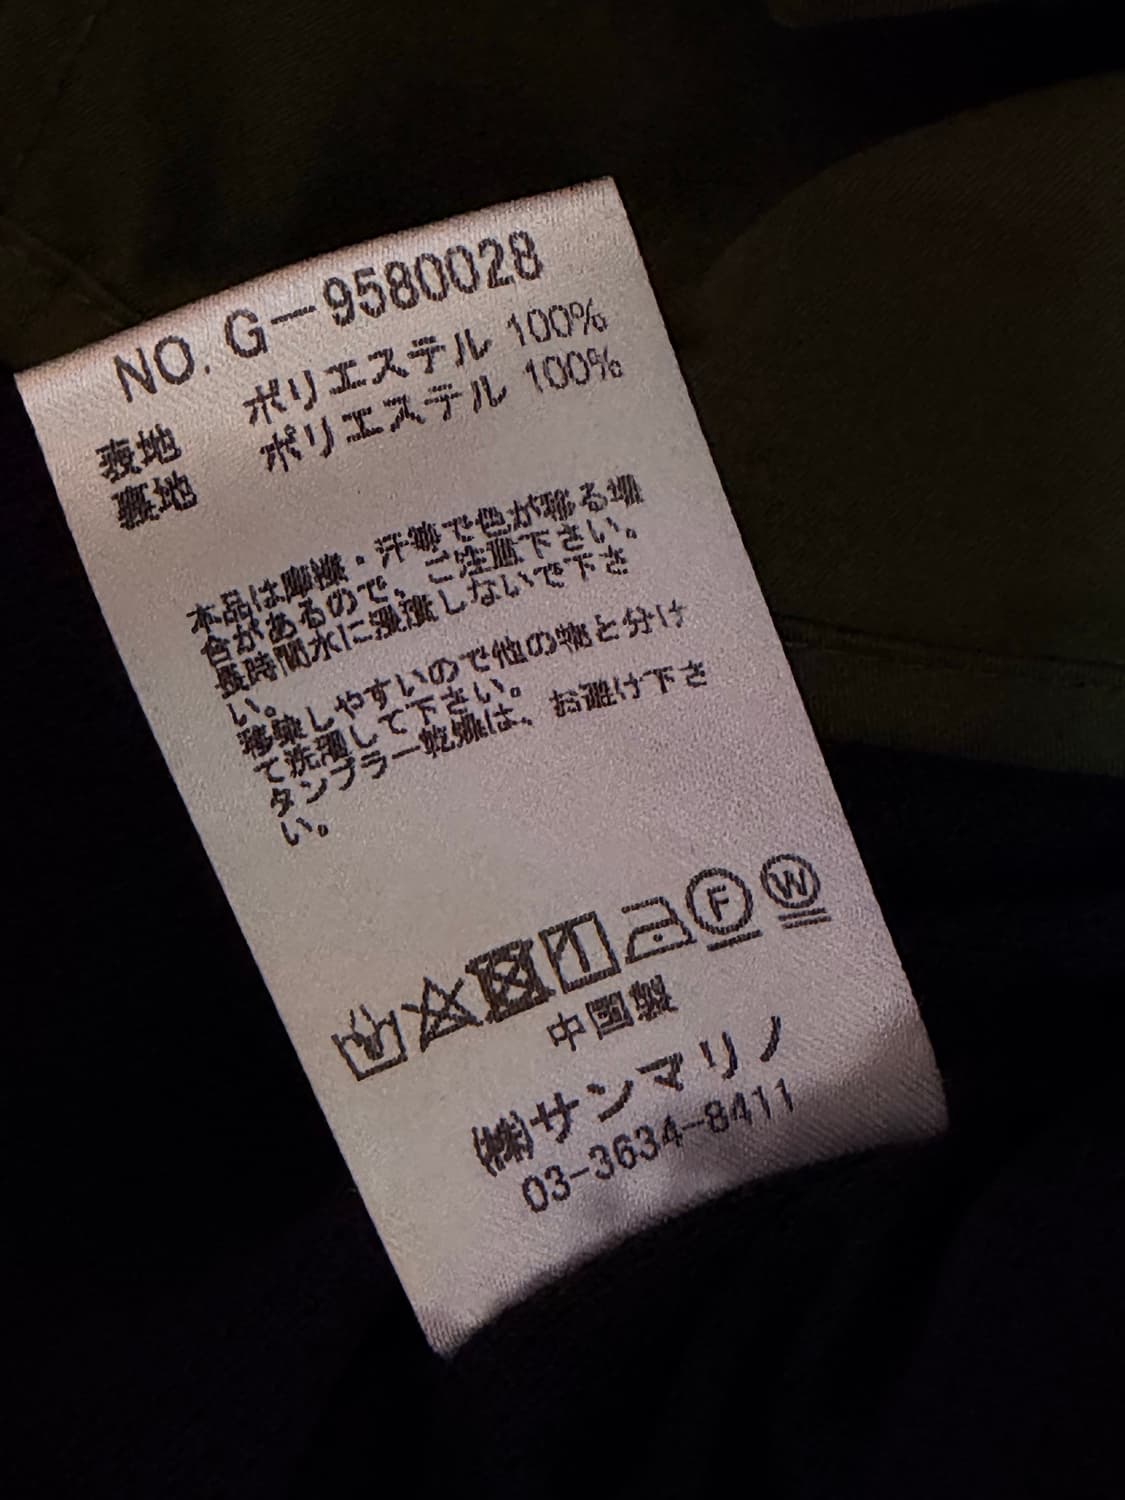 NO. G－9580028
表地 ポリエステル 100%
裏地 ポリエステル 100%
本品は摩擦・汗等で色が移る場
合があるので、ご注意下さい。
長時間水に浸漬しないで下さ
い。
移染しやすいので他の物と分け
て洗濯して下さい。
タンブラー乾燥は、お避け下さ
い。
F W
中国製
㈱サンマリノ
03-3634-8411